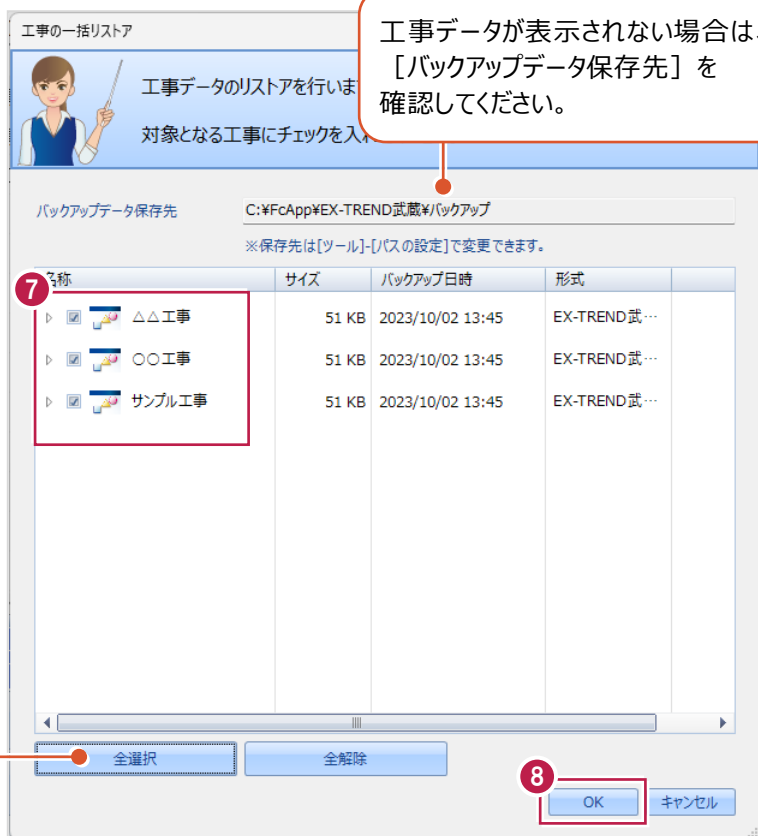 工事の一括リストア
工事データが表示されない場合は、
［バックアップデータ保存先］を
確認してください。
工事データのリストアを行いま
対象となる工事にチェックを入
バックアップデータ保存先 C:¥FcApp¥EX-TREND武蔵¥バックアップ
※保存先は[ツール]-[パスの設定]で変更できます。
名称 サイズ バックアップ日時 形式
7
△△工事 51 KB 2023/10/02 13:45 EX-TREND武…
○○工事 51 KB 2023/10/02 13:45 EX-TREND武…
サンプル工事 51 KB 2023/10/02 13:45 EX-TREND武…
全選択 全解除
8
OK キャンセル